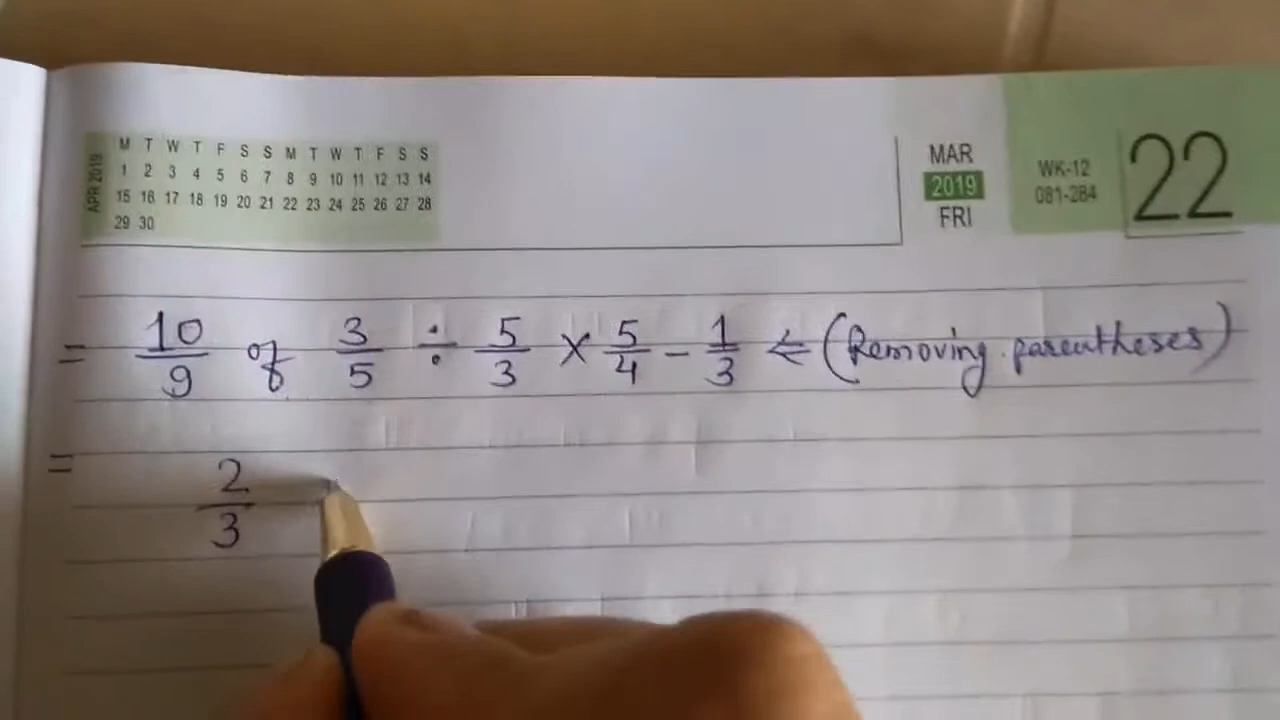 M T W T F S S M T W T F S S
APR 2019
1 2 3 4 5 6 7 8 9 10 11 12 13 14
15 16 17 18 19 20 21 22 23 24 25 26 27 28
29 30
MAR
2019
FRI
WK-12
081-284
22
= 10/9 of 3/5 ÷ 5/3 × 5/4 - 1/3 ⇐ (Removing parentheses)
= 2/3